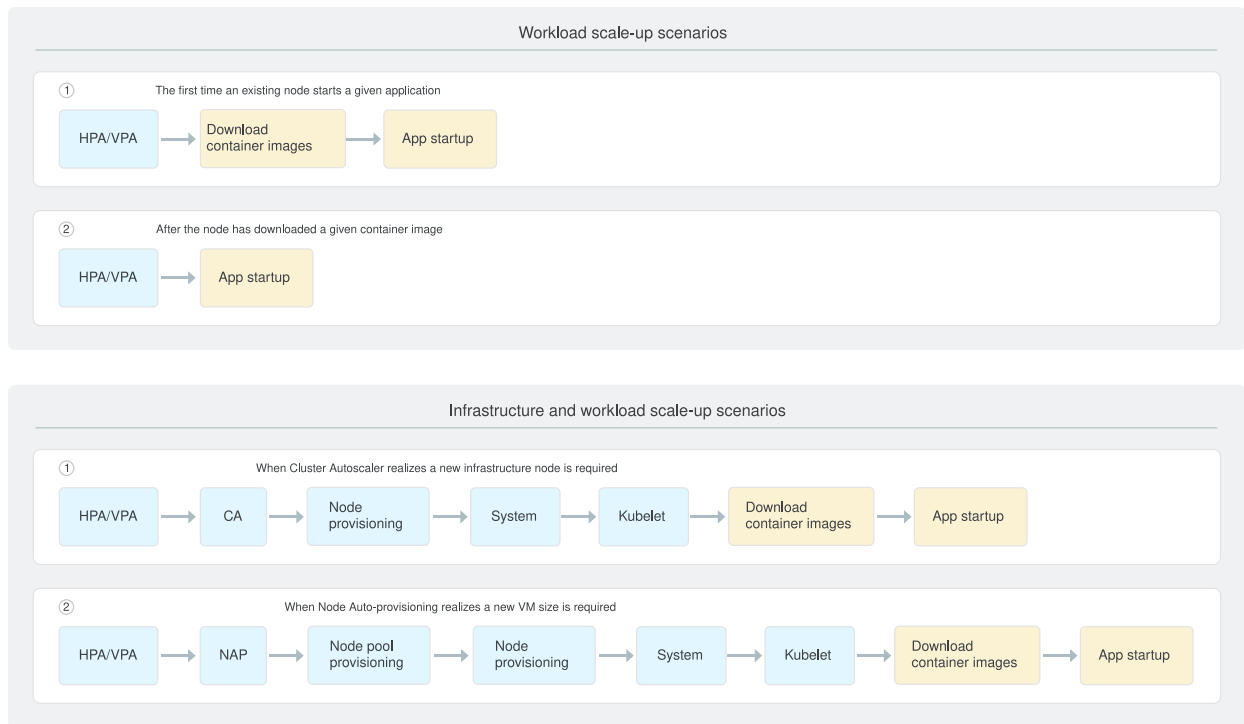 Workload scale-up scenarios
1
The first time an existing node starts a given application
HPA/VPA
Download
container images
App startup
2
After the node has downloaded a given container image
HPA/VPA
App startup
Infrastructure and workload scale-up scenarios
1
When Cluster Autoscaler realizes a new infrastructure node is required
HPA/VPA
CA
Node
provisioning
System
Kubelet
Download
container images
App startup
2
When Node Auto-provisioning realizes a new VM size is required
HPA/VPA
NAP
Node pool
provisioning
Node
provisioning
System
Kubelet
Download
container images
App startup